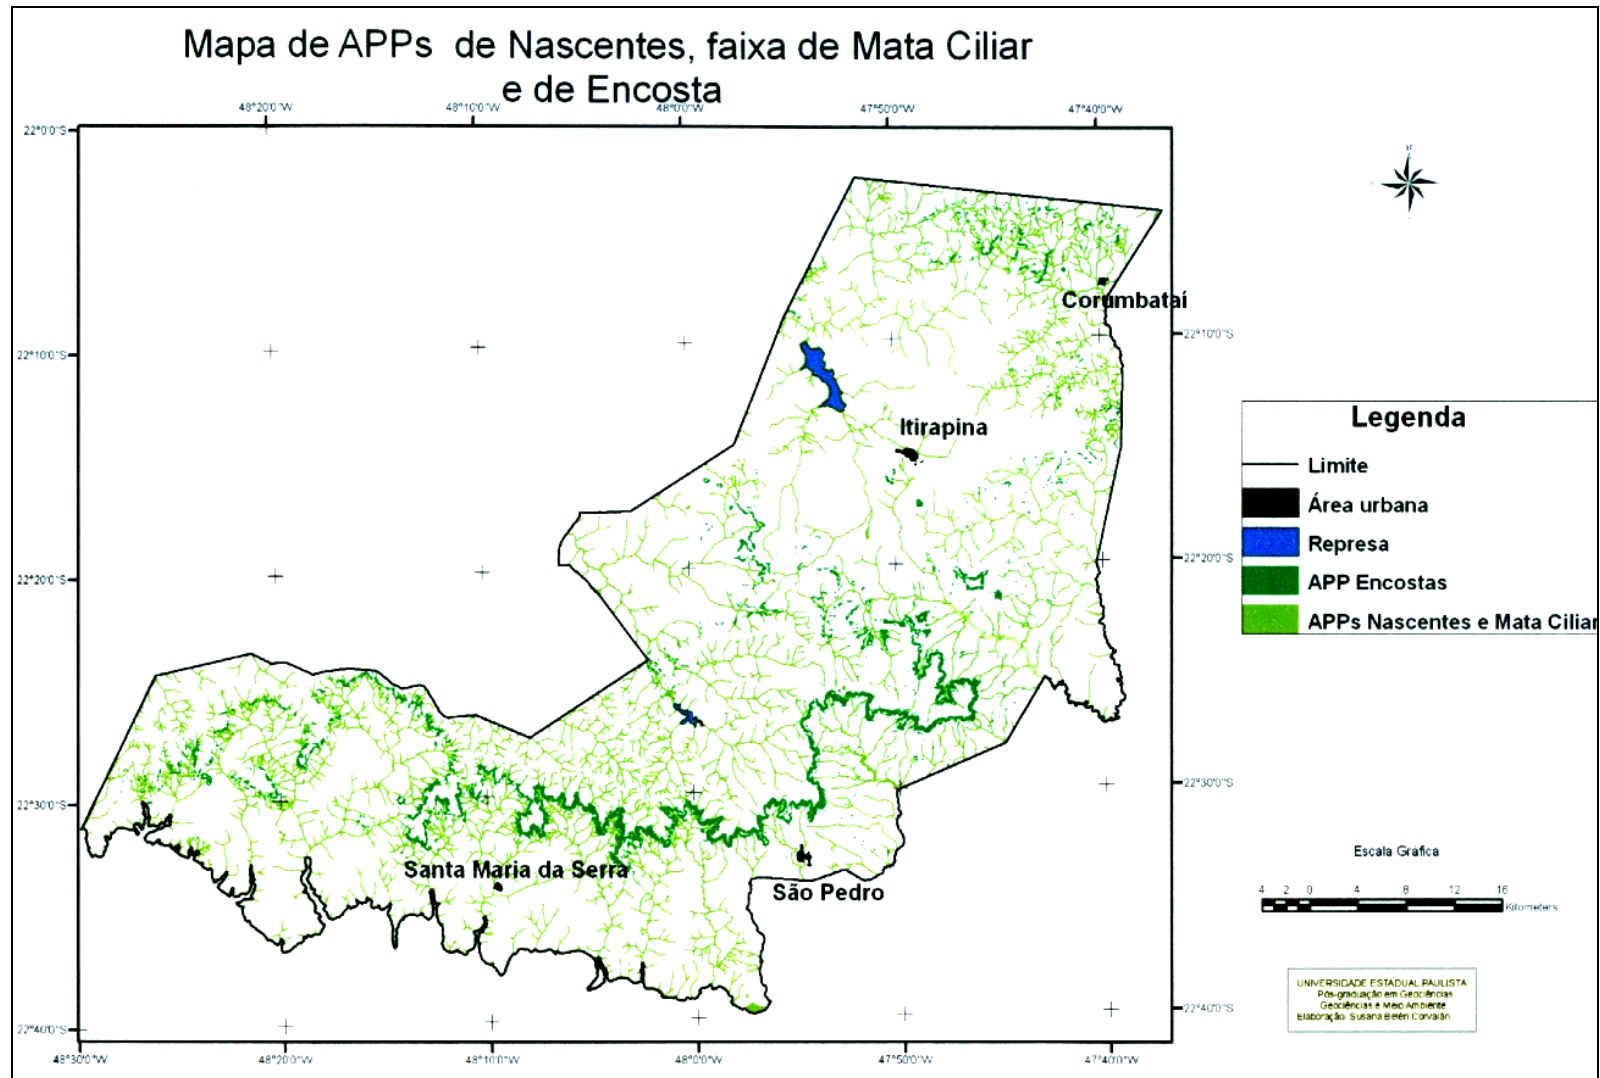 Mapa de APPs de Nascentes, faixa de Mata Ciliar
e de Encosta
48°20'0"W 48°10'0"W 48°0'0"W 47°50'0"W 47°40'0"W
22°0'0"S
Corumbataí
22°10'0"S
22°10'0"S
Itirapina
Legenda
Limite
Área urbana
Represa
APP Encostas
APPs Nascentes e Mata Ciliar
22°20'0"S
22°20'0"S
22°30'0"S
22°30'0"S
Santa Maria da Serra
São Pedro
Escala Grafica
4 2 0 4 8 12 16
Kilometers
UNIVERSIDADE ESTADUAL PAULISTA
Pós-graduação em Geociências
Geociências e Meio Ambiente
Elaboração: Susana Belén Corvalán
22°40'0"S
22°40'0"S
48°30'0"W 48°20'0"W 48°10'0"W 48°0'0"W 47°50'0"W 47°40'0"W